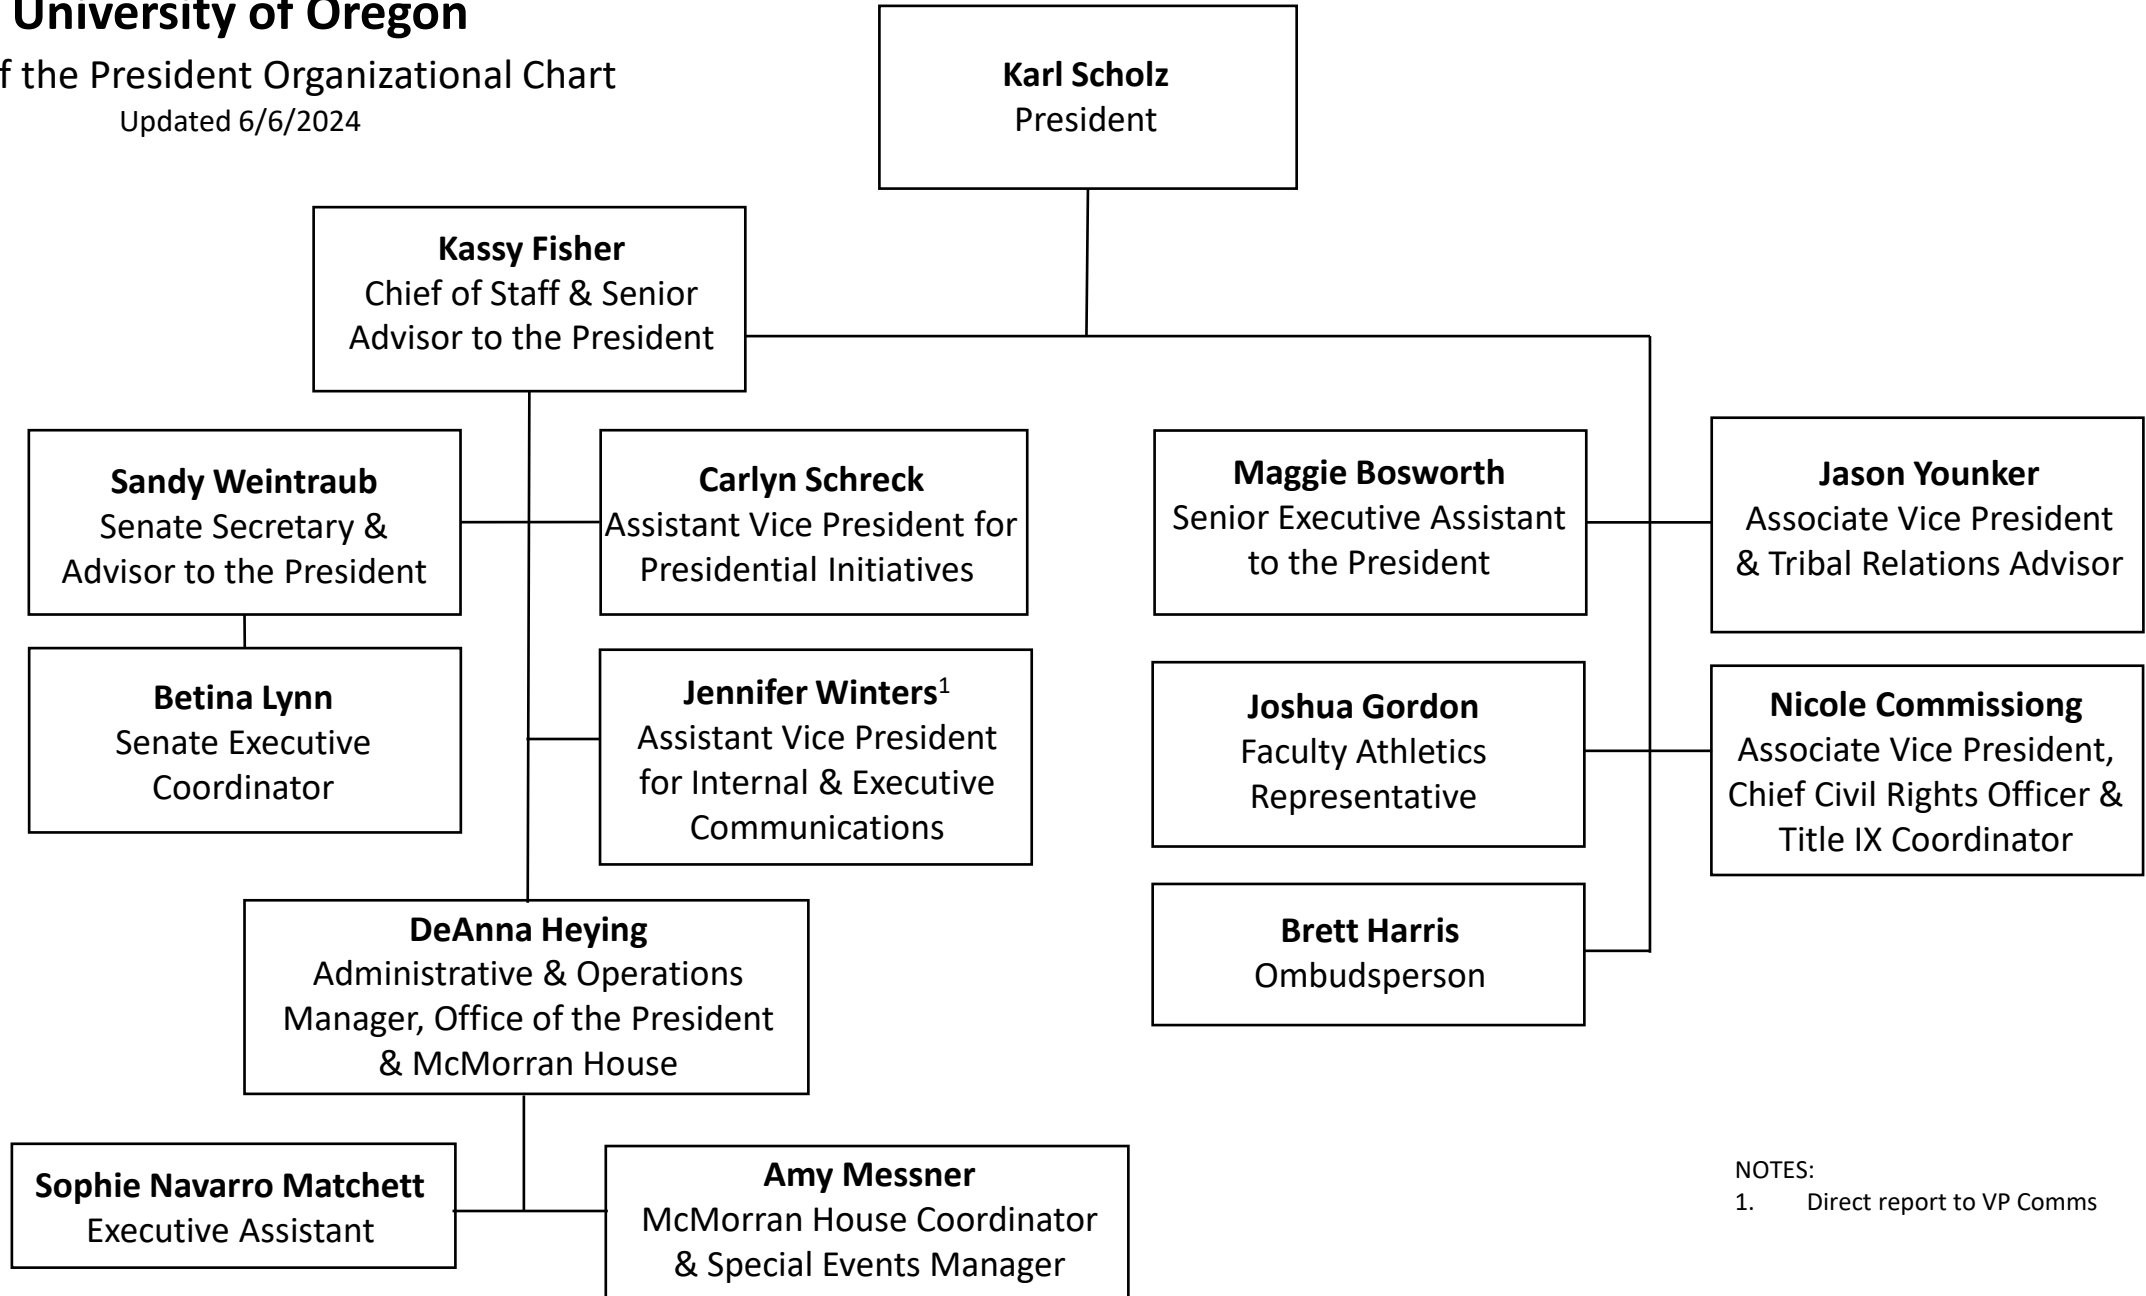 University of Oregon
f the President Organizational Chart
Updated 6/6/2024
Karl Scholz
President
Kassy Fisher
Chief of Staff & Senior
Advisor to the President
Sandy Weintraub
Senate Secretary &
Advisor to the President
Carlyn Schreck
Assistant Vice President for
Presidential Initiatives
Maggie Bosworth
Senior Executive Assistant
to the President
Jason Younker
Associate Vice President
& Tribal Relations Advisor
Betina Lynn
Senate Executive
Coordinator
Jennifer Winters¹
Assistant Vice President
for Internal & Executive
Communications
Joshua Gordon
Faculty Athletics
Representative
Nicole Commissiong
Associate Vice President,
Chief Civil Rights Officer &
Title IX Coordinator
DeAnna Heying
Administrative & Operations
Manager, Office of the President
& McMorran House
Brett Harris
Ombudsperson
Sophie Navarro Matchett
Executive Assistant
Amy Messner
McMorran House Coordinator
& Special Events Manager
NOTES:
1. Direct report to VP Comms